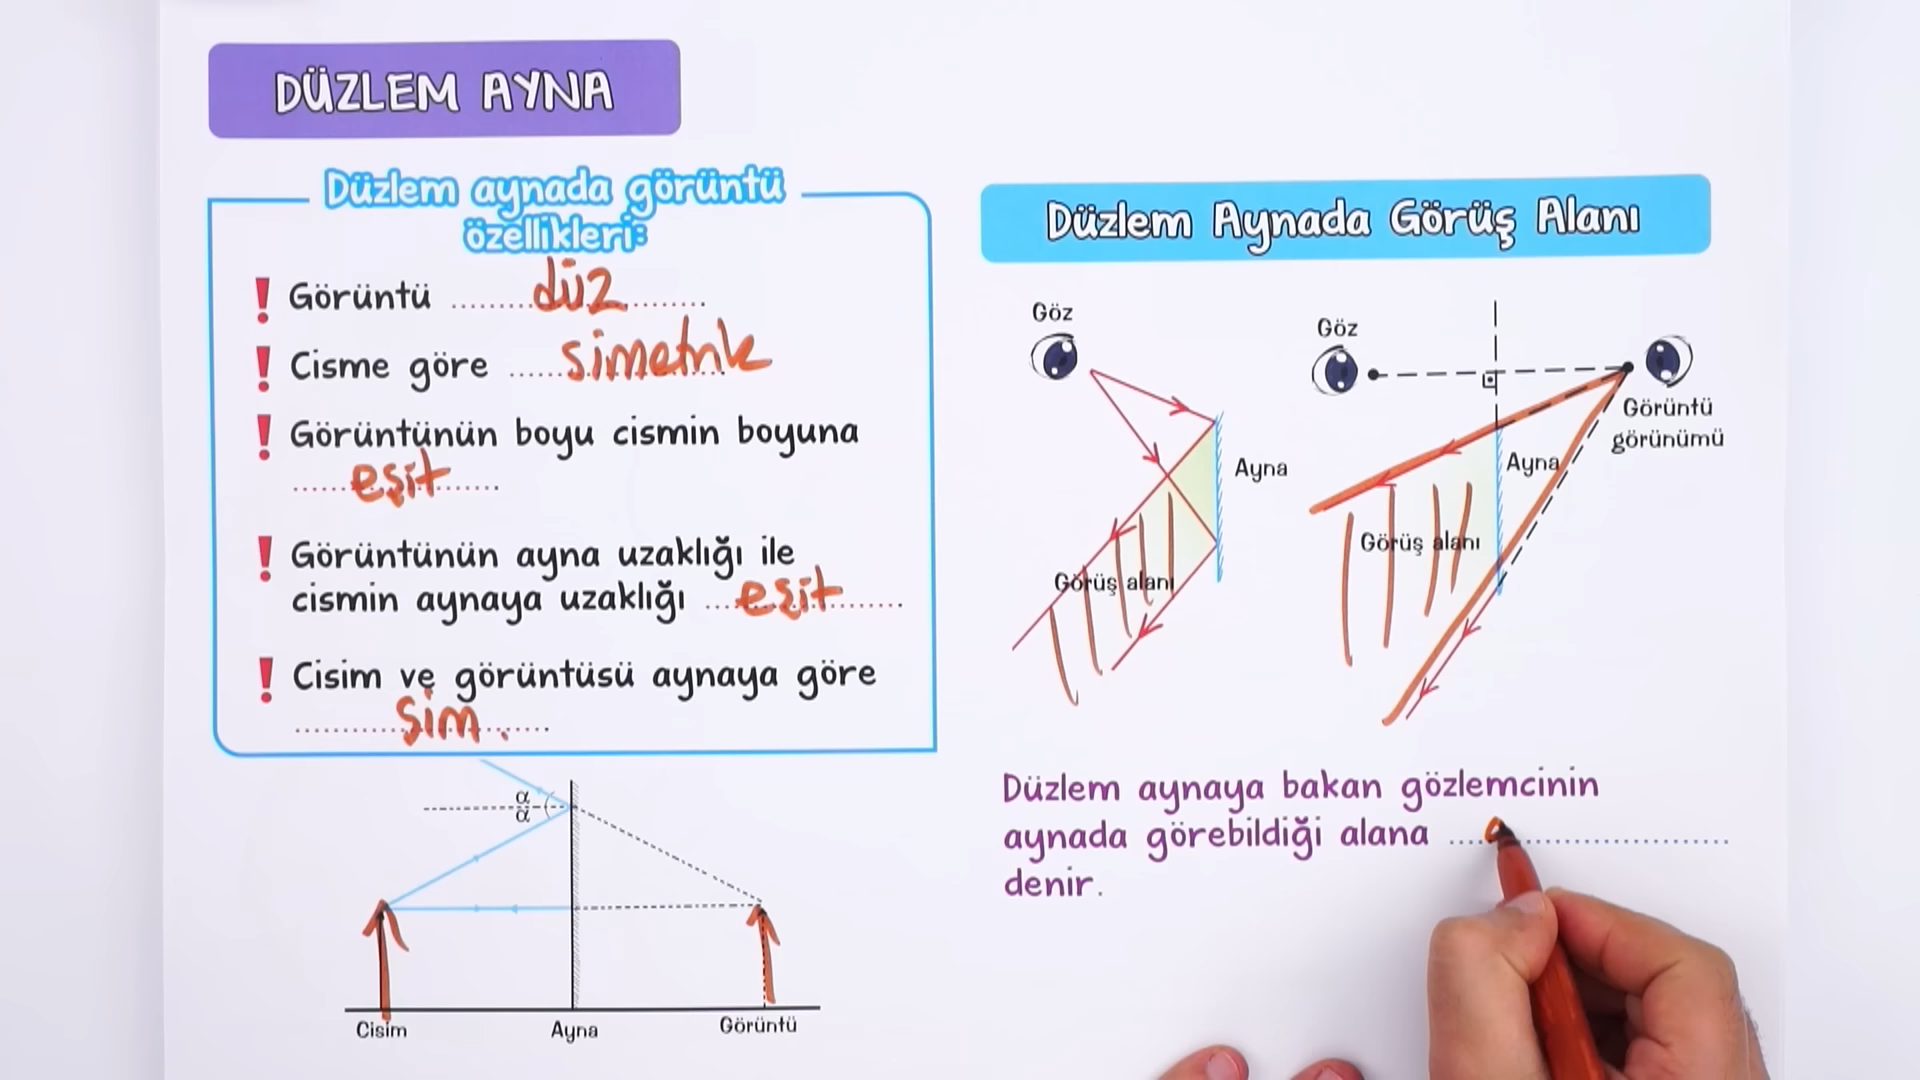 DÜZLEM AYNA
Düzlem aynada görüntü
özellikleri:
! Görüntü ........düz........
! Cisme göre ......simetrik
! Görüntünün boyu cismin boyuna
......eşit......
! Görüntünün ayna uzaklığı ile
cismin aynaya uzaklığı ...eşit......
! Cisim ve görüntüsü aynaya göre
..........sim.......
α
α
Cisim
Ayna
Görüntü
Düzlem Aynada Görüş Alanı
Göz
Ayna
Görüş alanı
Göz
Görüntü
görünümü
Ayna
Görüş alanı
Düzlem aynaya bakan gözlemcinin
aynada görebildiği alana ..............................
denir.